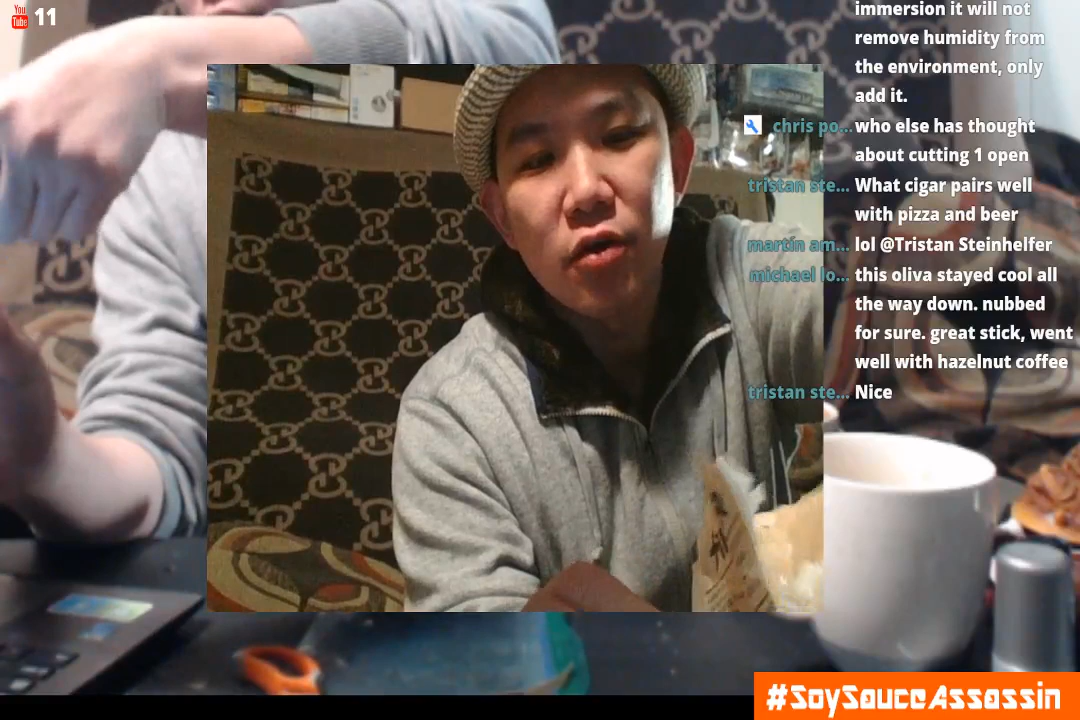 You
Tube
11
immersion it will not
remove humidity from
the environment, only
add it.
chris po... who else has thought
about cutting 1 open
tristan ste... What cigar pairs well
with pizza and beer
martín am... lol @Tristan Steinhelfer
michael lo... this oliva stayed cool all
the way down. nubbed
for sure. great stick, went
well with hazelnut coffee
tristan ste... Nice
#SoySauceAssassin